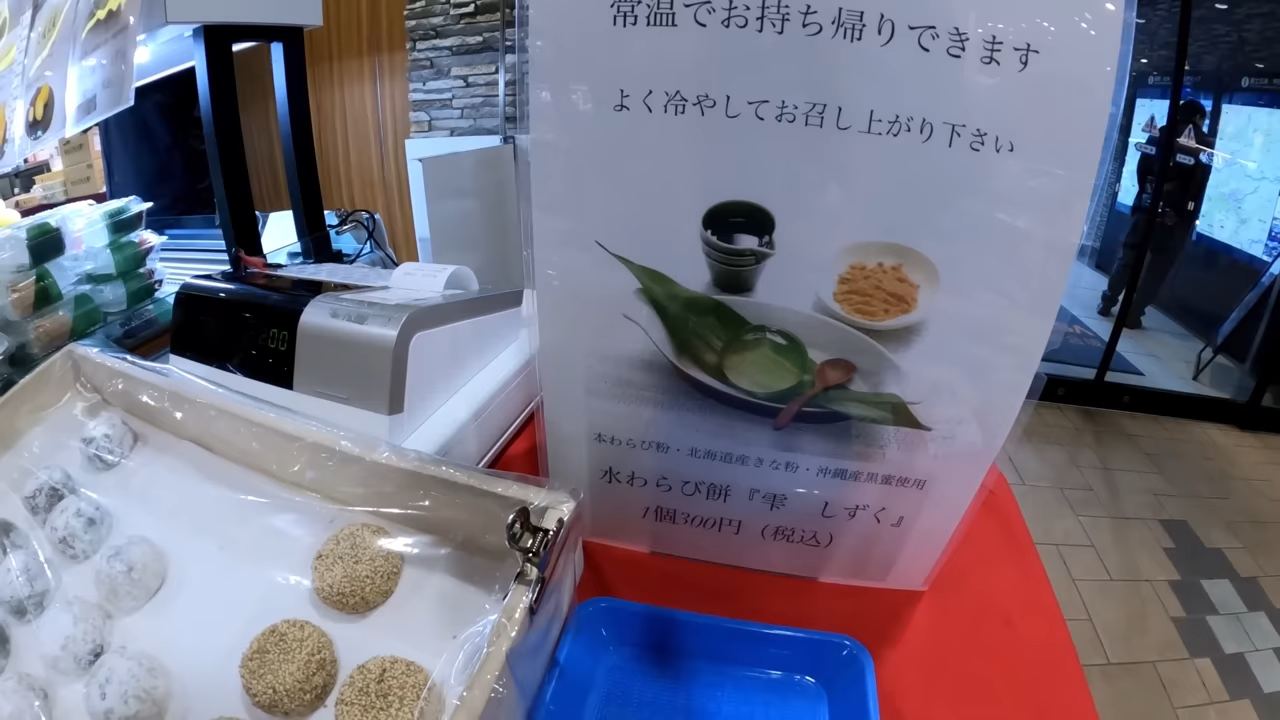 常温でお持ち帰りできます
よく冷やしてお召し上がり下さい
本わらび粉・北海道産きな粉・沖縄産黒蜜使用
水わらび餅『雫　しずく』
1個300円（税込）
00